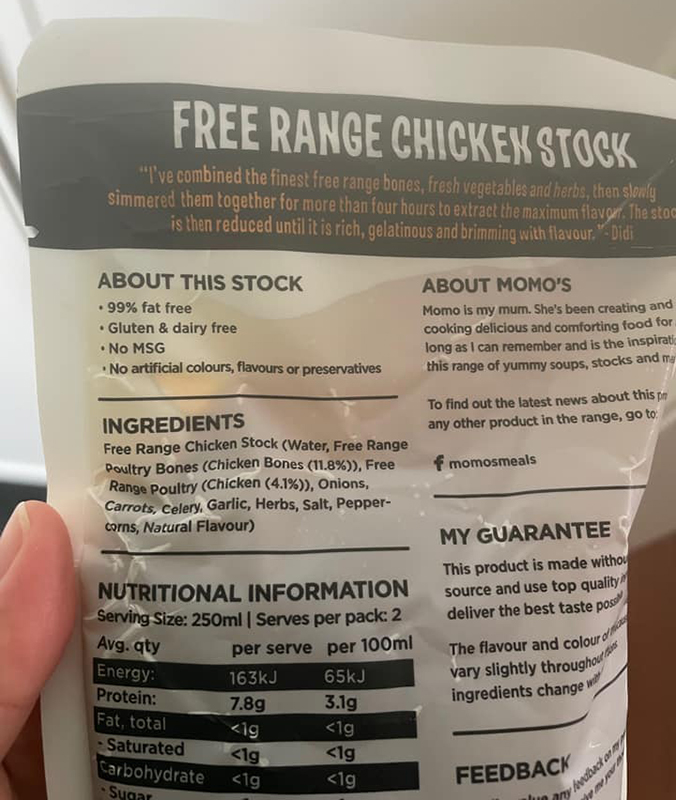 FREE RANGE CHICKEN STOCK
"I've combined the finest free range bones, fresh vegetables and herbs, then slowly
simmered them together for more than four hours to extract the maximum flavour. The stoc
is then reduced until it is rich, gelatinous and brimming with flavour." - Didi
ABOUT THIS STOCK
• 99% fat free
• Gluten & dairy free
• No MSG
• No artificial colours, flavours or preservatives
INGREDIENTS
Free Range Chicken Stock (Water, Free Range
Poultry Bones (Chicken Bones (11.8%)), Free
Range Poultry (Chicken (4.1%)), Onions,
Carrots, Celery, Garlic, Herbs, Salt, Pepper-
corns, Natural Flavour)
NUTRITIONAL INFORMATION
Serving Size: 250ml | Serves per pack: 2
Avg. qty per serve per 100ml
Energy: 163kJ 65kJ
Protein: 7.8g 3.1g
Fat, total <1g <1g
- Saturated <1g <1g
Carbohydrate <1g <1g
- Sugar
ABOUT MOMO'S
Momo is my mum. She's been creating and
cooking delicious and comforting food for
long as I can remember and is the inspirati
this range of yummy soups, stocks and
To find out the latest news about this
any other product in the range, go to:
f momosmeals
MY GUARANTEE
This product is made withou
source and use top quality
deliver the best taste
The flavour and colour of
vary slightly throughout
ingredients change
FEEDBACK
any feedback on